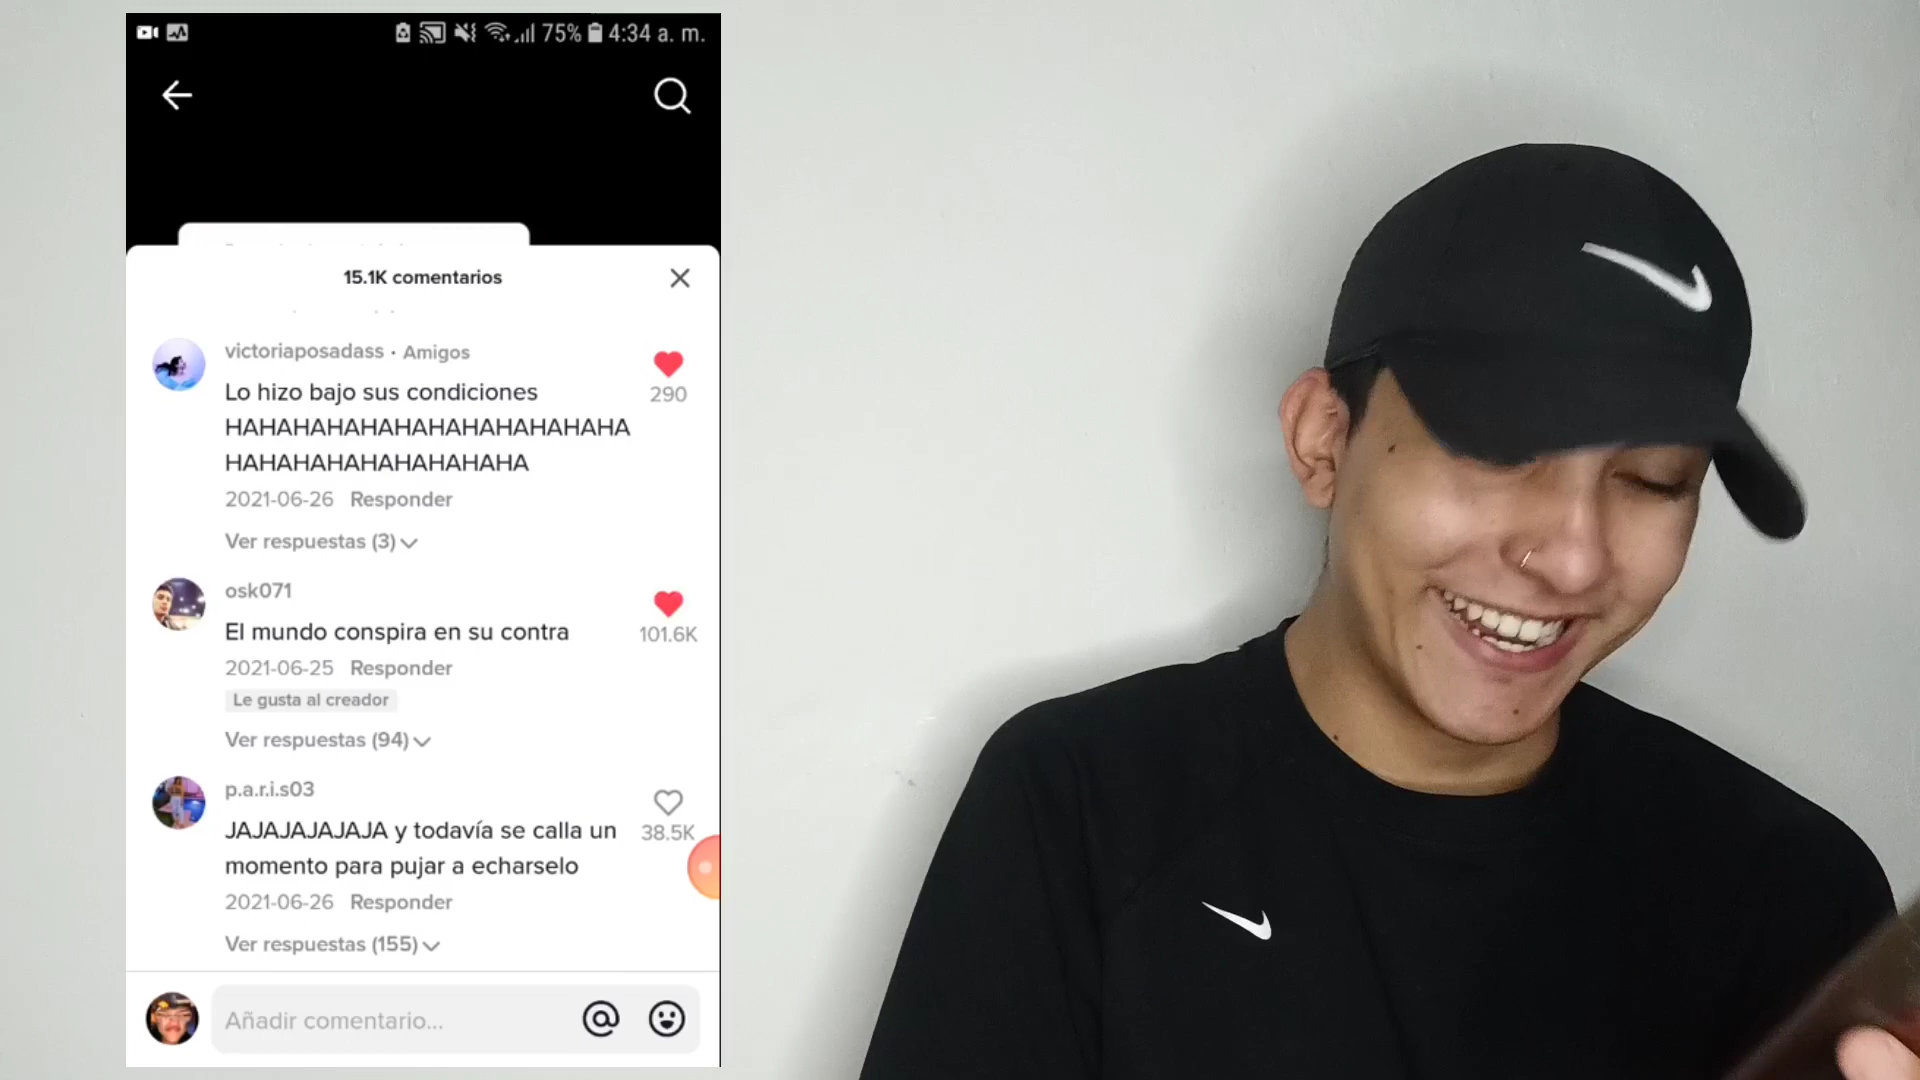 75% 4:34 a. m.
15.1K comentarios
victoriaposadass · Amigos
Lo hizo bajo sus condiciones
HAHAHAHAHAHAHAHAHAHAHAHA
HAHAHAHAHAHAHAHAHA
290
2021-06-26 Responder
Ver respuestas (3)
osk071
El mundo conspira en su contra
101.6K
2021-06-25 Responder
Le gusta al creador
Ver respuestas (94)
p.a.r.i.s03
JAJAJAJAJAJA y todavía se calla un
38.5K
momento para pujar a echarselo
2021-06-26 Responder
Ver respuestas (155)
Añadir comentario...